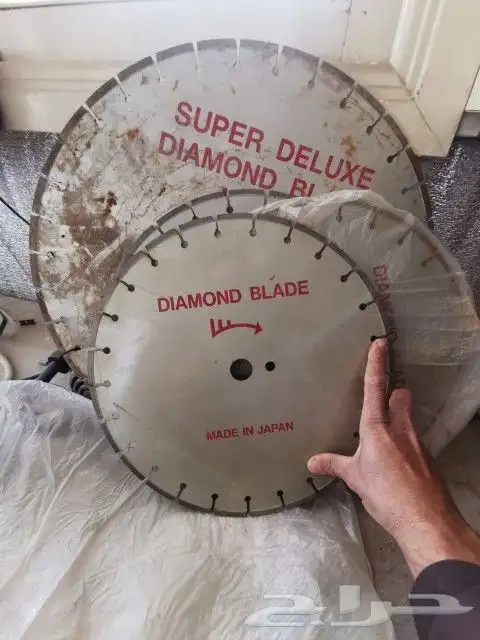 SUPER DELUXE
DIAMOND BL
DIAMOND BLADE
MADE IN JAPAN
حراج